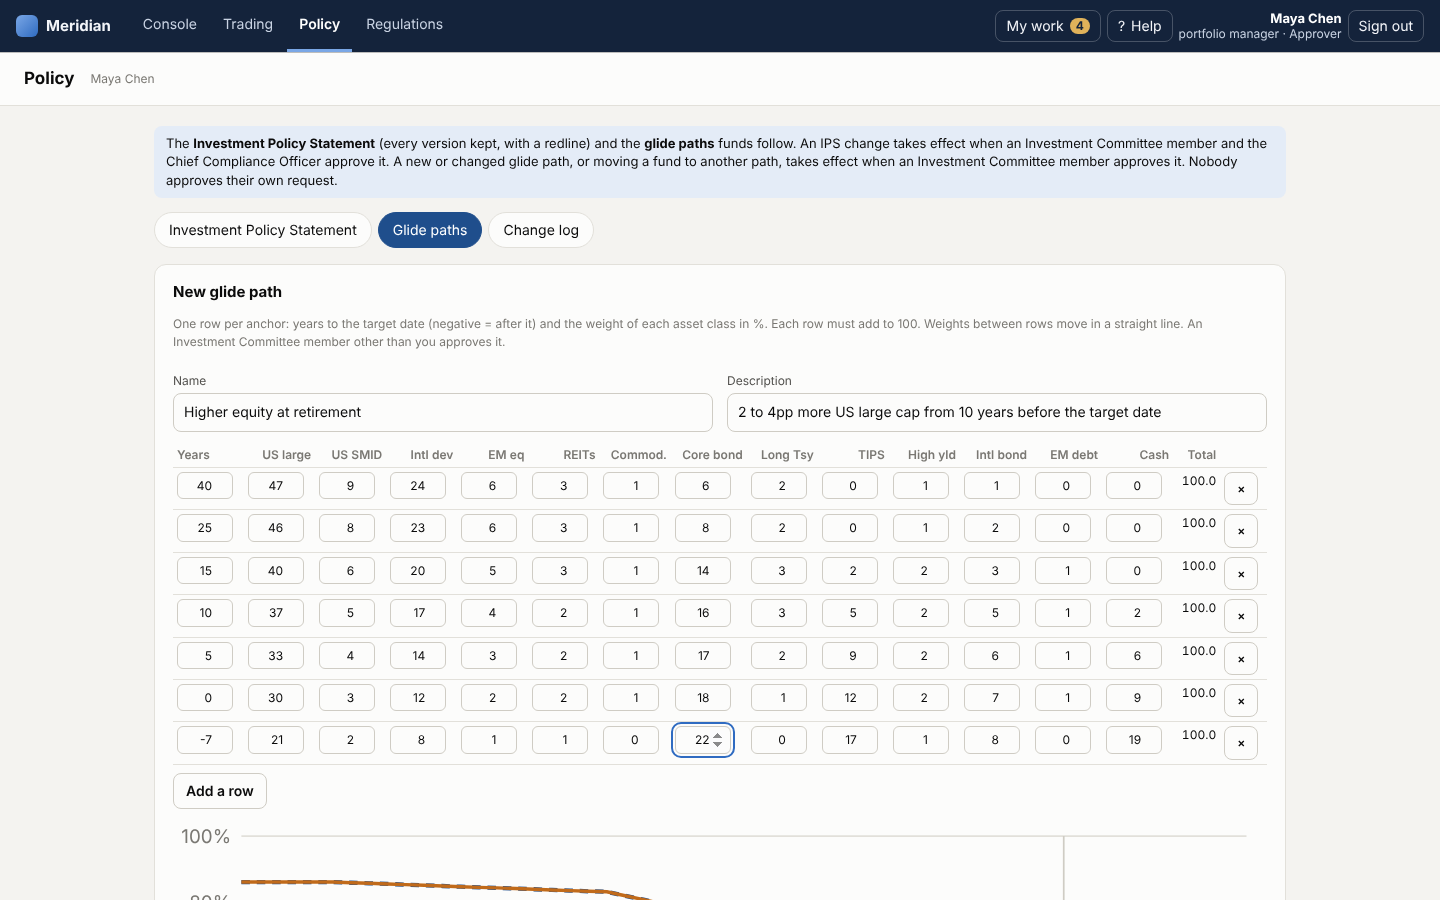 Meridian Console Trading Policy Regulations My work 4 ? Help Maya Chen Sign out
portfolio manager · Approver
Policy Maya Chen
The Investment Policy Statement (every version kept, with a redline) and the glide paths funds follow. An IPS change takes effect when an Investment Committee member and the
Chief Compliance Officer approve it. A new or changed glide path, or moving a fund to another path, takes effect when an Investment Committee member approves it. Nobody
approves their own request.
Investment Policy Statement Glide paths Change log
New glide path
One row per anchor: years to the target date (negative = after it) and the weight of each asset class in %. Each row must add to 100. Weights between rows move in a straight line. An
Investment Committee member other than you approves it.
Name Description
Higher equity at retirement 2 to 4pp more US large cap from 10 years before the target date
Years US large US SMID Intl dev EM eq REITs Commod. Core bond Long Tsy TIPS High yld Intl bond EM debt Cash Total
40 47 9 24 6 3 1 6 2 0 1 1 0 0 100.0 ×
25 46 8 23 6 3 1 8 2 0 1 2 0 0 100.0 ×
15 40 6 20 5 3 1 14 3 2 2 3 1 0 100.0 ×
10 37 5 17 4 2 1 16 3 5 2 5 1 2 100.0 ×
5 33 4 14 3 2 1 17 2 9 2 6 1 6 100.0 ×
0 30 3 12 2 2 1 18 1 12 2 7 1 9 100.0 ×
-7 21 2 8 1 1 0 22 0 17 1 8 0 19 100.0 ×
Add a row
100%
80%